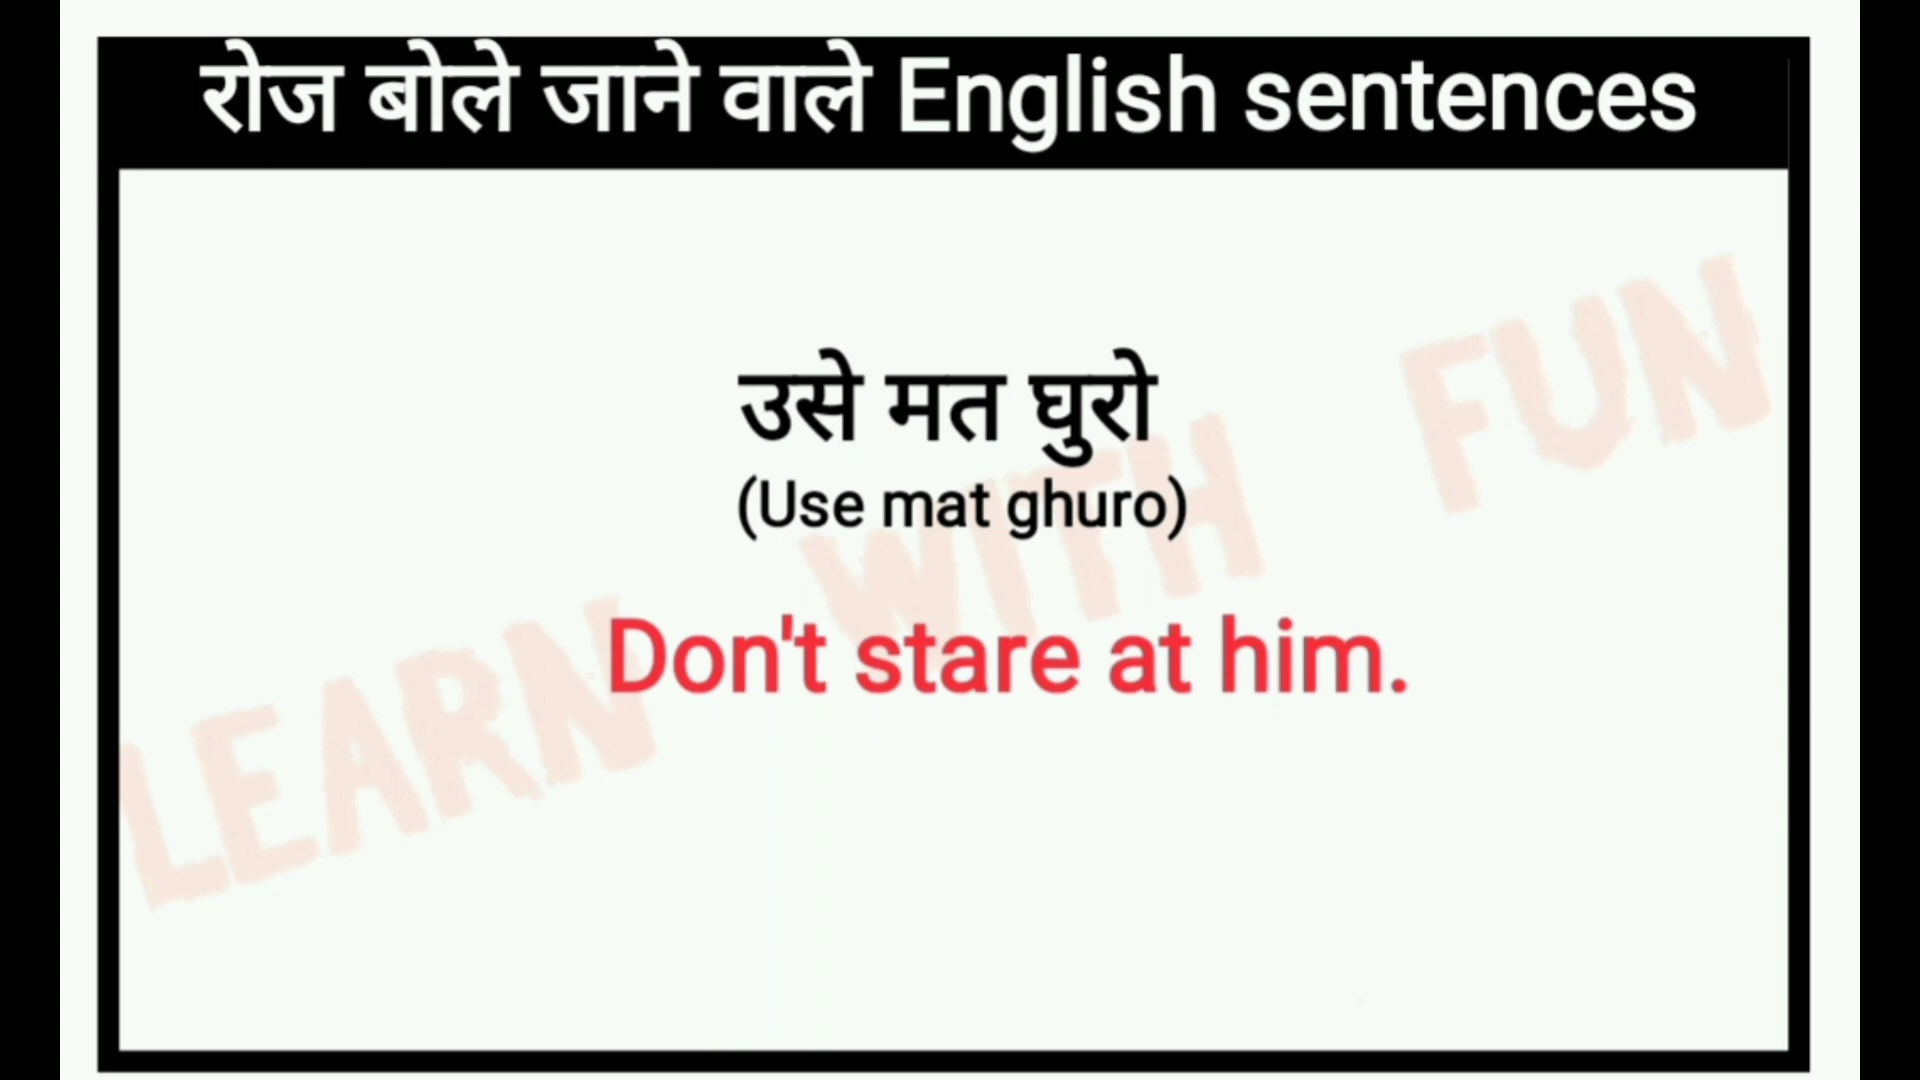 रोज बोले जाने वाले English sentences
उसे मत घुरो
(Use mat ghuro)
Don't stare at him.
LEARN WITH FUN